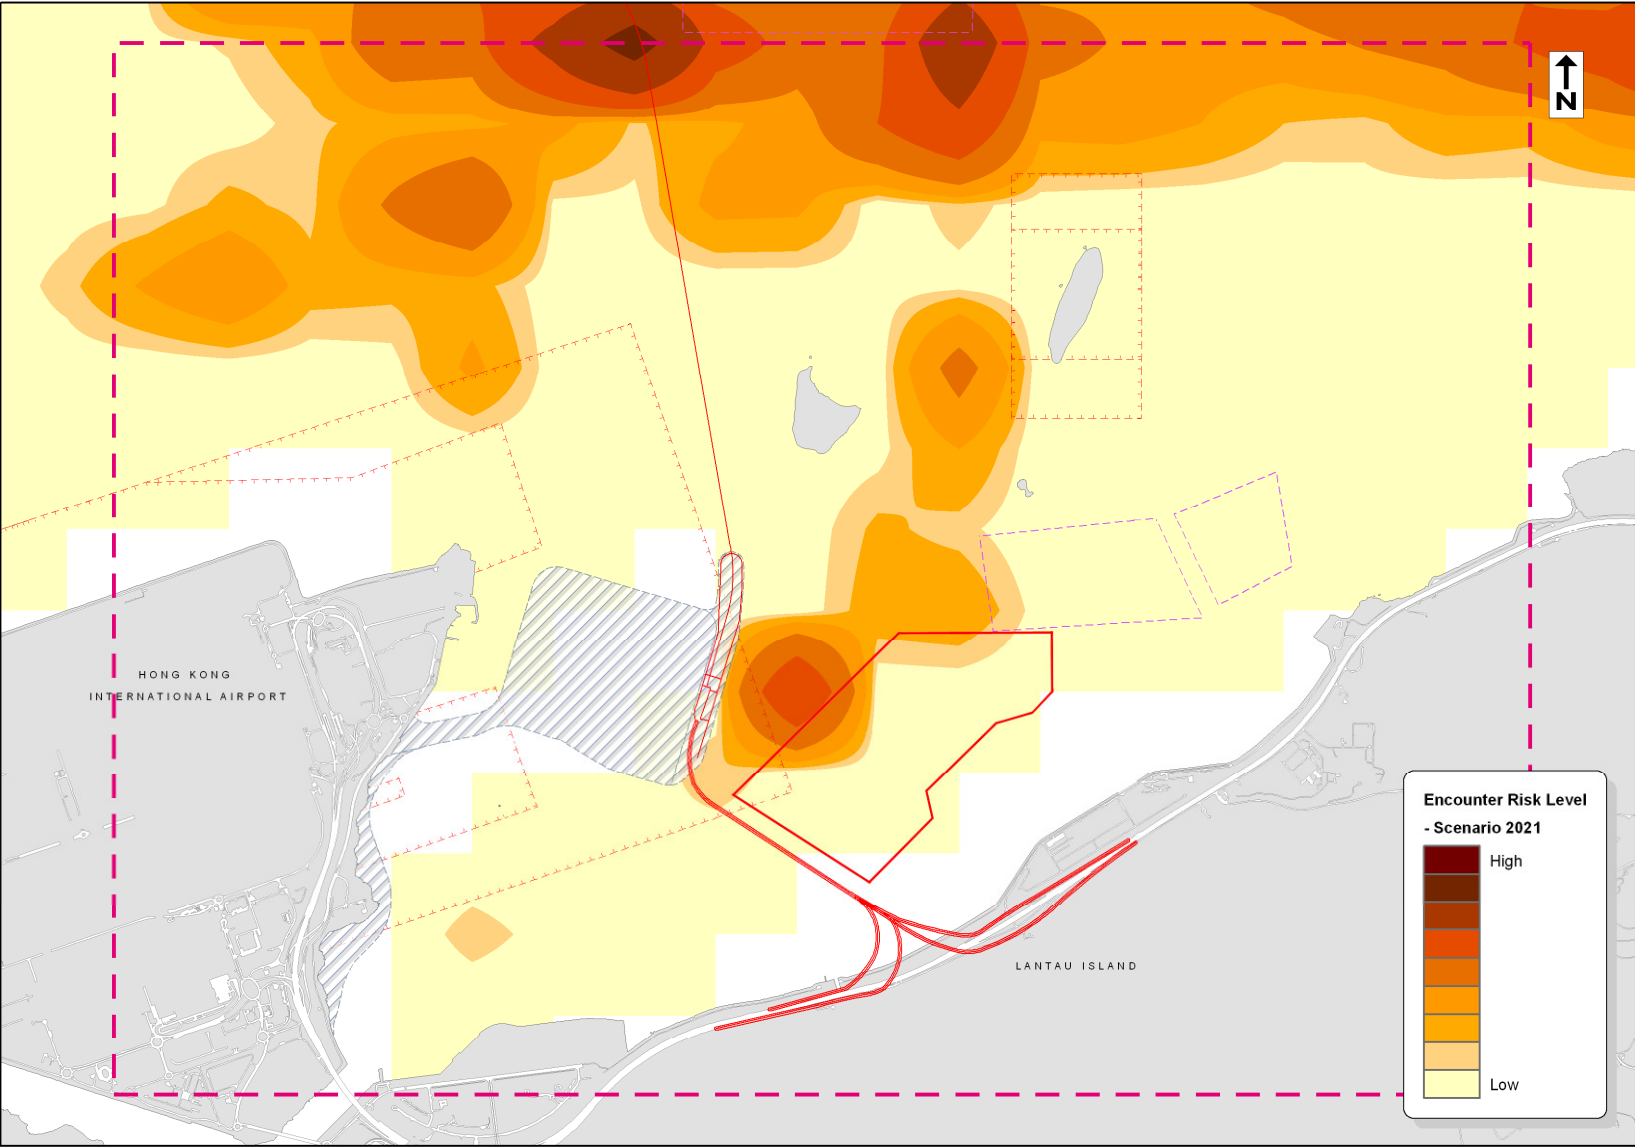 N
HONG KONG
INTERNATIONAL AIRPORT
LANTAU ISLAND
Encounter Risk Level
- Scenario 2021
High
Low